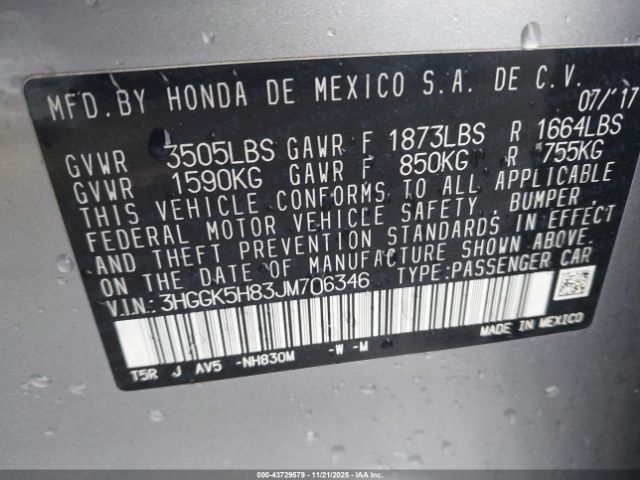 MFD. BY HONDA DE MEXICO S.A. DE C.V.
07/'17
GVWR 3505LBS GAWR F 1873LBS R 1664LBS
GVWR 1590KG GAWR F 850KG R 755KG
THIS VEHICLE CONFORMS TO ALL APPLICABLE
FEDERAL MOTOR VEHICLE SAFETY, BUMPER,
AND THEFT PREVENTION STANDARDS IN EFFECT
ON THE DATE OF MANUFACTURE SHOWN ABOVE.
V.I.N.: 3HGGK5H83JM706346 TYPE:PASSENGER CAR
MADE IN MEXICO
T5R J AV5 -NH830M -W -M
000-43729579 | 11/21/2025 - IAAI.COM